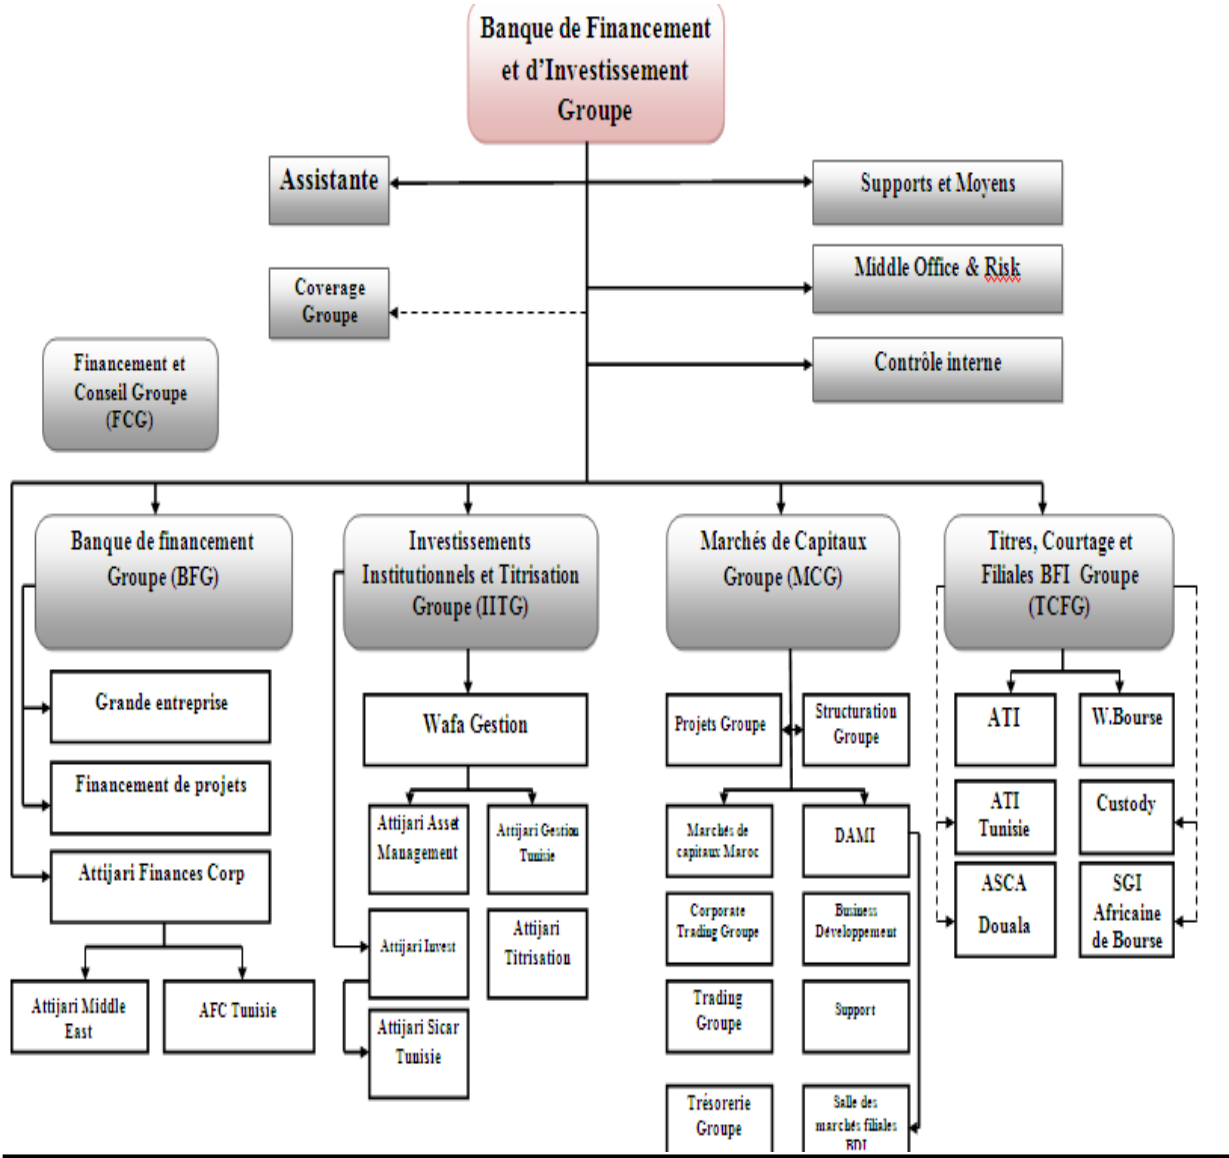 Banque de Financement
et d'Investissement
Groupe
Assistante
Supports et Moyens
Middle Office & Risk
Coverage
Groupe
Contrôle interne
Financement et
Conseil Groupe
(FCG)
Banque de financement
Groupe (BFG)
Investissements
Institutionnels et Titrisation
Groupe (IITG)
Marchés de Capitaux
Groupe (MCG)
Titres, Courtage et
Filiales BFI Groupe
(TCFG)
Grande entreprise
Financement de projets
Attijari Finances Corp
Attijari Middle
East
AFC Tunisie
Wafa Gestion
Attijari Asset
Management
Attijari Gestion
Tunisie
Attijari Invest
Attijari
Titrisation
Attijari Sicar
Tunisie
Projets Groupe
Structuration
Groupe
Marchés de
capitaux Maroc
DAMI
Corporate
Trading Groupe
Business
Développement
Trading
Groupe
Support
Trésorerie
Groupe
Salle des
marchés filiales
BDI
ATI
W.Bourse
ATI
Tunisie
Custody
ASCA
Douala
SGI
Africaine
de Bourse